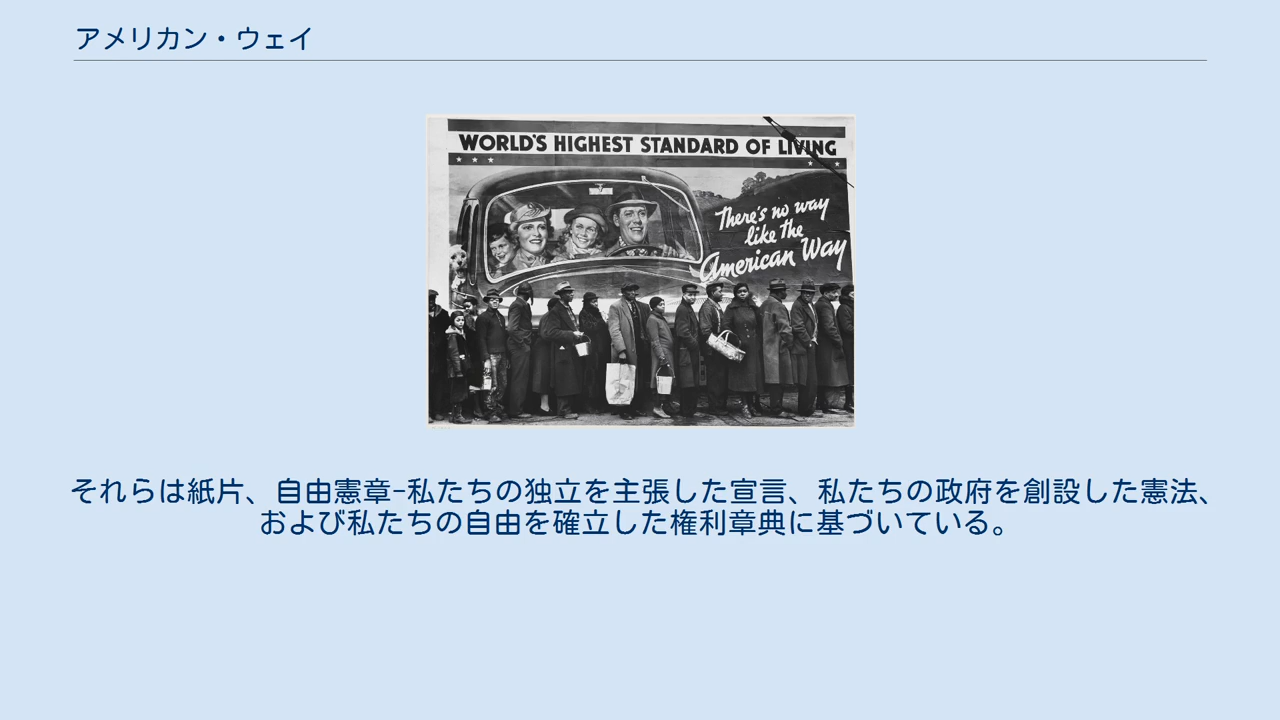 アメリカン・ウェイ
WORLD'S HIGHEST STANDARD OF LIVING
There's no way
like the
American Way
それらは紙片、自由憲章−私たちの独立を主張した宣言、私たちの政府を創設した憲法、
および私たちの自由を確立した権利章典に基づいている。